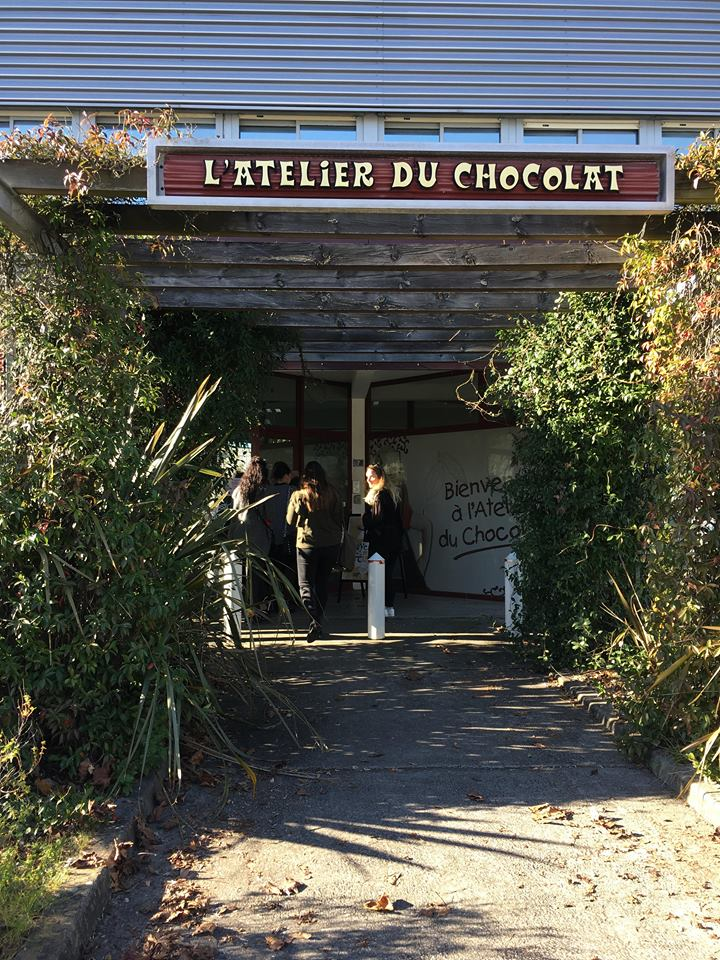 L'ATELiER DU CHOCOLAT
Bienve
à l'Atel
du Choco